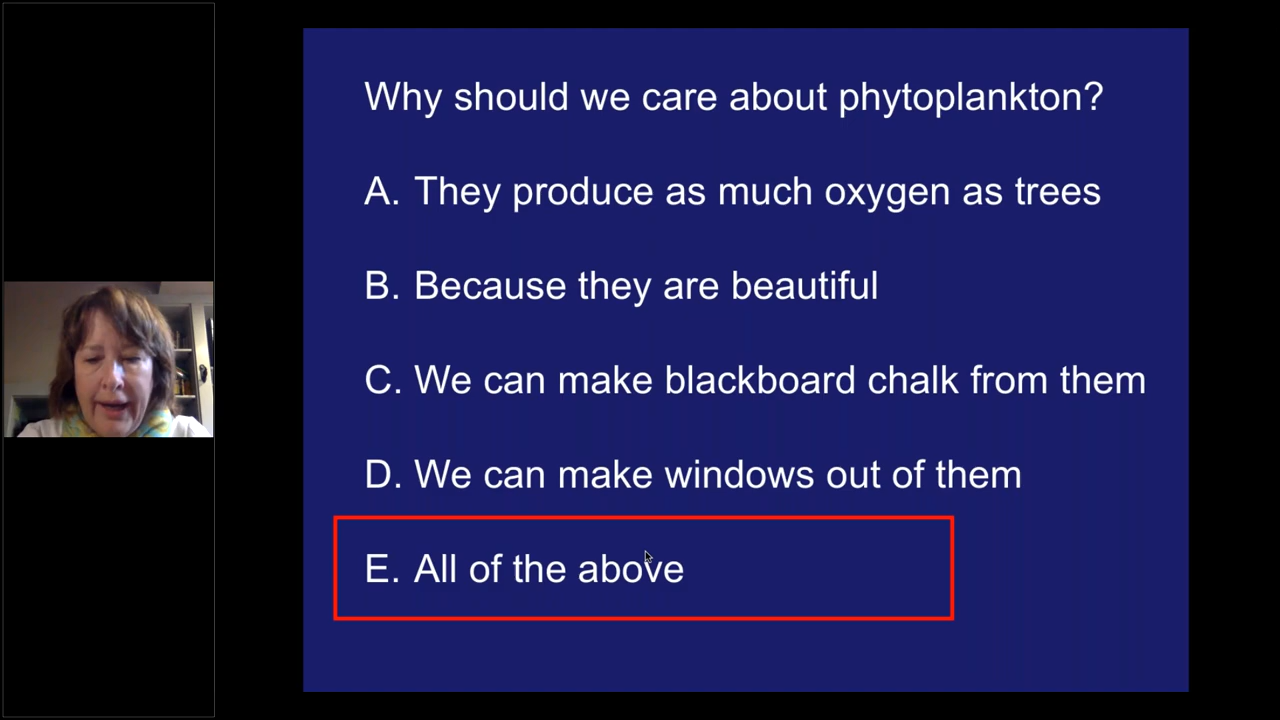 Why should we care about phytoplankton?
A. They produce as much oxygen as trees
B. Because they are beautiful
C. We can make blackboard chalk from them
D. We can make windows out of them
E. All of the above